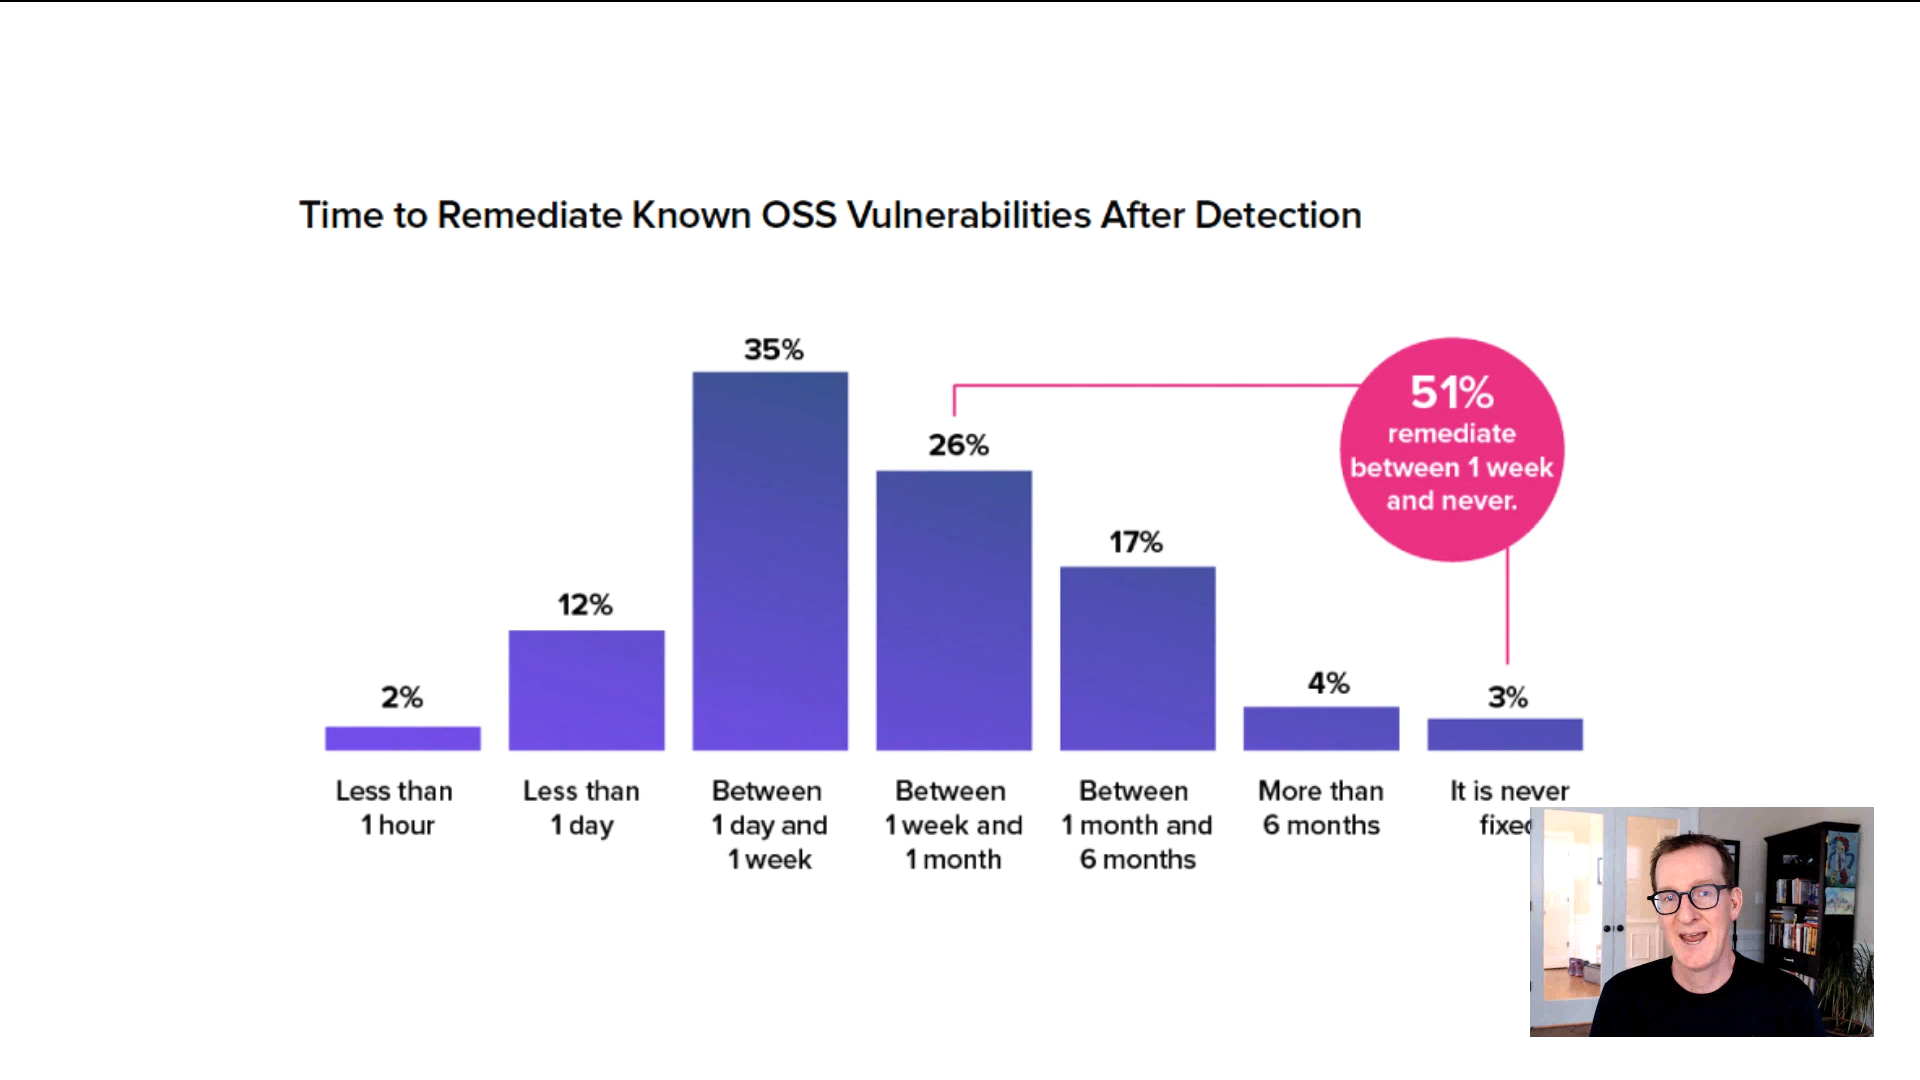 Time to Remediate Known OSS Vulnerabilities After Detection
35%
51%
remediate
between 1 week
and never.
26%
17%
12%
4%
2%
3%
Less than
1 hour
Less than
1 day
Between
1 day and
1 week
Between
1 week and
1 month
Between
1 month and
6 months
More than
6 months
It is never
fixed